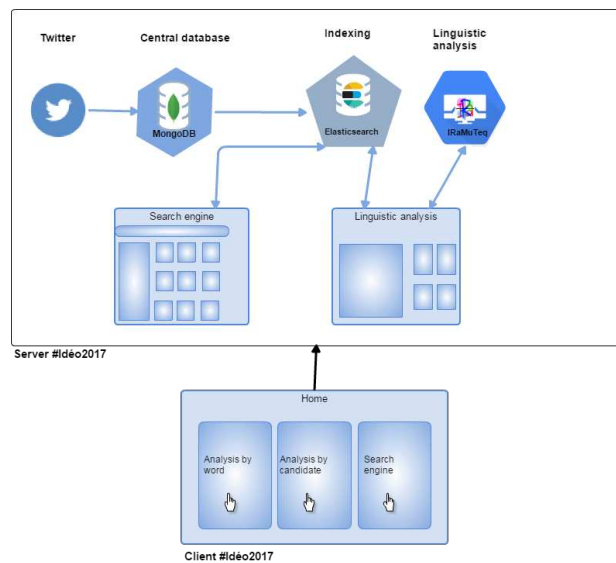 Twitter
Central database
Indexing
Linguistic
analysis
MongoDB
Elasticsearch
IRaMuTeq
Search engine
Linguistic analysis
Server #Idéo2017
Home
Analysis by
word
Analysis by
candidate
Search
engine
Client #Idéo2017